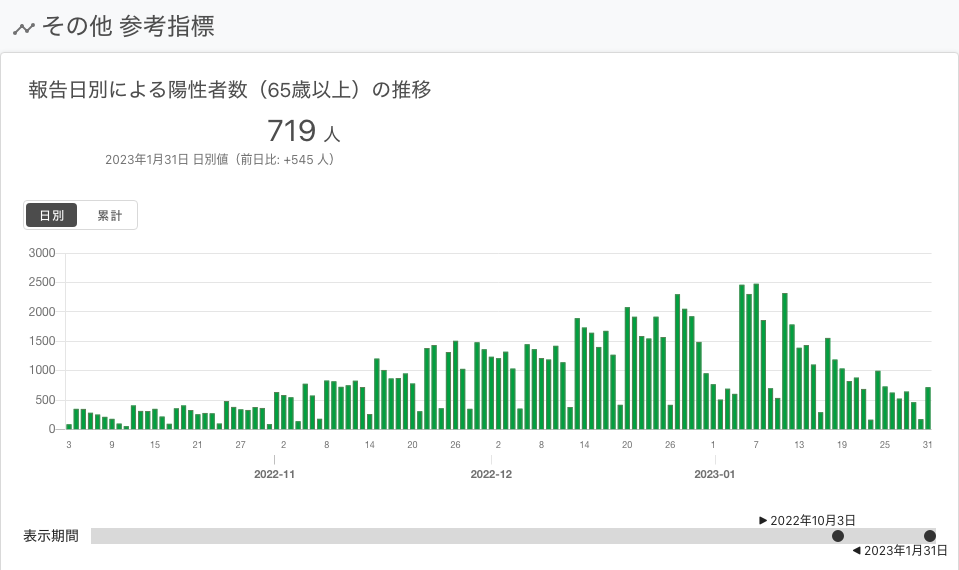 その他 参考指標
報告日別による陽性者数（65歳以上）の推移
719 人
2023年1月31日 日別値（前日比: +545 人）
日別 累計
3000
2500
2000
1500
1000
500
0
3 9 15 21 27 2 8 14 20 26 2 8 14 20 26 1 7 13 19 25 31
2022-11 2022-12 2023-01
▶ 2022年10月3日
表示期間
◀ 2023年1月31日